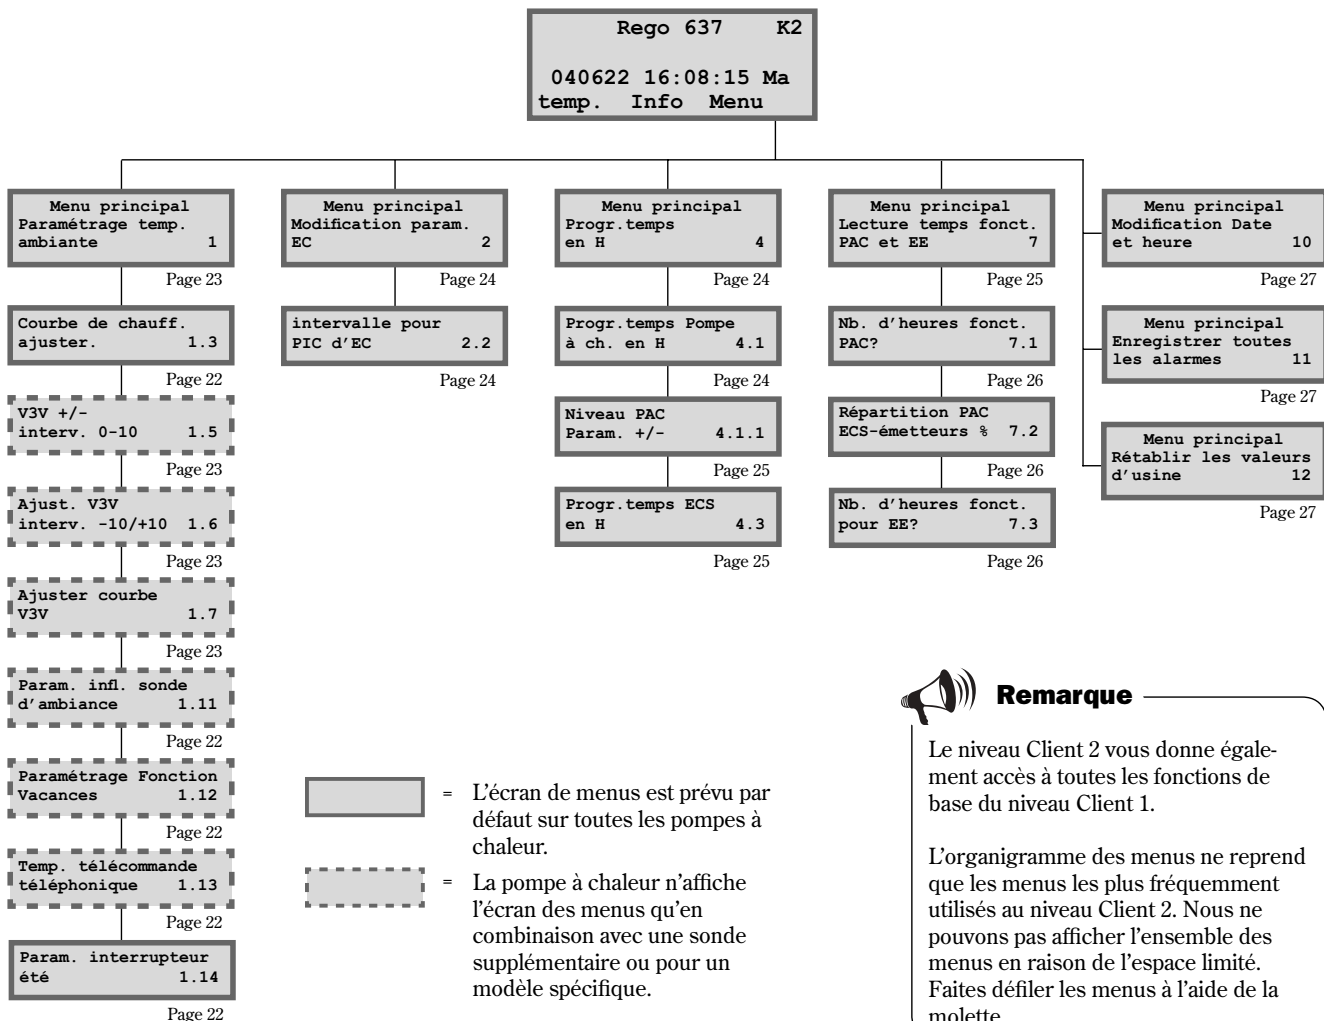 Rego 637 K2
040622 16:08:15 Ma
temp. Info Menu
Menu principal
Paramétrage temp.
ambiante 1
Page 23
Courbe de chauff.
ajuster. 1.3
Page 22
V3V +/-
interv. 0-10 1.5
Page 23
Ajust. V3V
interv. -10/+10 1.6
Page 23
Ajuster courbe
V3V 1.7
Page 23
Param. infl. sonde
d'ambiance 1.11
Page 22
Paramétrage Fonction
Vacances 1.12
Page 22
Temp. télécommande
téléphonique 1.13
Page 22
Param. interrupteur
été 1.14
Page 22
Menu principal
Modification param.
EC 2
Page 24
intervalle pour
PIC d'EC 2.2
Page 24
Menu principal
Progr.temps
en H 4
Page 24
Progr.temps Pompe
à ch. en H 4.1
Page 24
Niveau PAC
Param. +/- 4.1.1
Page 25
Progr.temps ECS
en H 4.3
Page 25
Menu principal
Lecture temps fonct.
PAC et EE 7
Page 25
Nb. d'heures fonct.
PAC? 7.1
Page 26
Répartition PAC
ECS-émetteurs % 7.2
Page 26
Nb. d'heures fonct.
pour EE? 7.3
Page 26
Menu principal
Modification Date
et heure 10
Page 27
Menu principal
Enregistrer toutes
les alarmes 11
Page 27
Menu principal
Rétablir les valeurs
d'usine 12
Page 27
= L'écran de menus est prévu par
défaut sur toutes les pompes à
chaleur.
= La pompe à chaleur n'affiche
l'écran des menus qu'en
combinaison avec une sonde
supplémentaire ou pour un
modèle spécifique.
Remarque
Le niveau Client 2 vous donne égale-
ment accès à toutes les fonctions de
base du niveau Client 1.
L'organigramme des menus ne reprend
que les menus les plus fréquemment
utilisés au niveau Client 2. Nous ne
pouvons pas afficher l'ensemble des
menus en raison de l'espace limité.
Faites défiler les menus à l'aide de la
molette